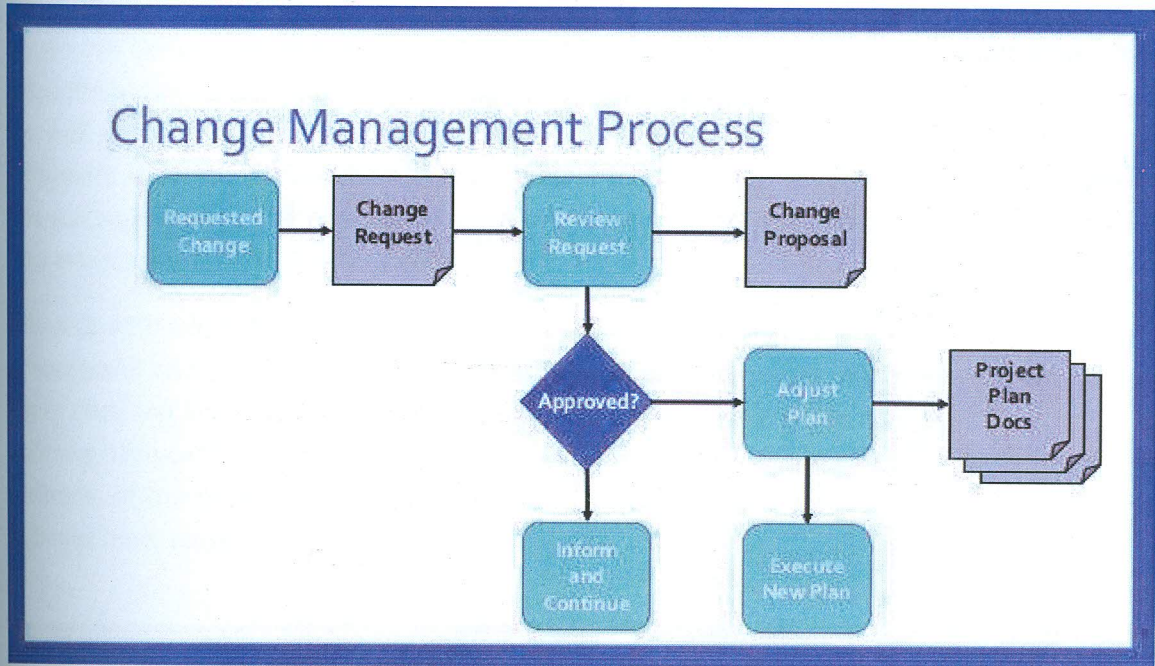 Change Management Process
Requested
Change
Change
Request
Review
Request
Change
Proposal
Approved?
Adjust
Plan
Project
Plan
Docs
Inform
and
Continue
Execute
New Plan